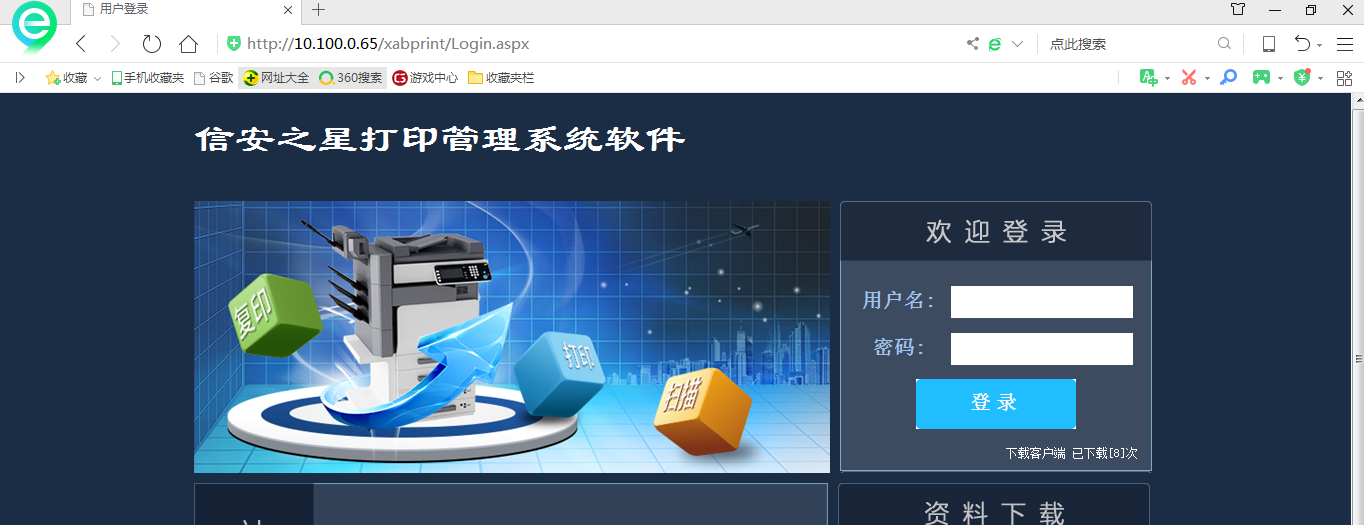 用户登录
http://10.100.0.65/xabprint/Login.aspx
点此搜索
收藏 手机收藏夹 谷歌 网址大全 360搜索 游戏中心 收藏夹栏
信安之星打印管理系统软件
欢迎登录
复印
打印
扫描
用户名:
密码:
登录
下载客户端 已下载[8]次
资料下载